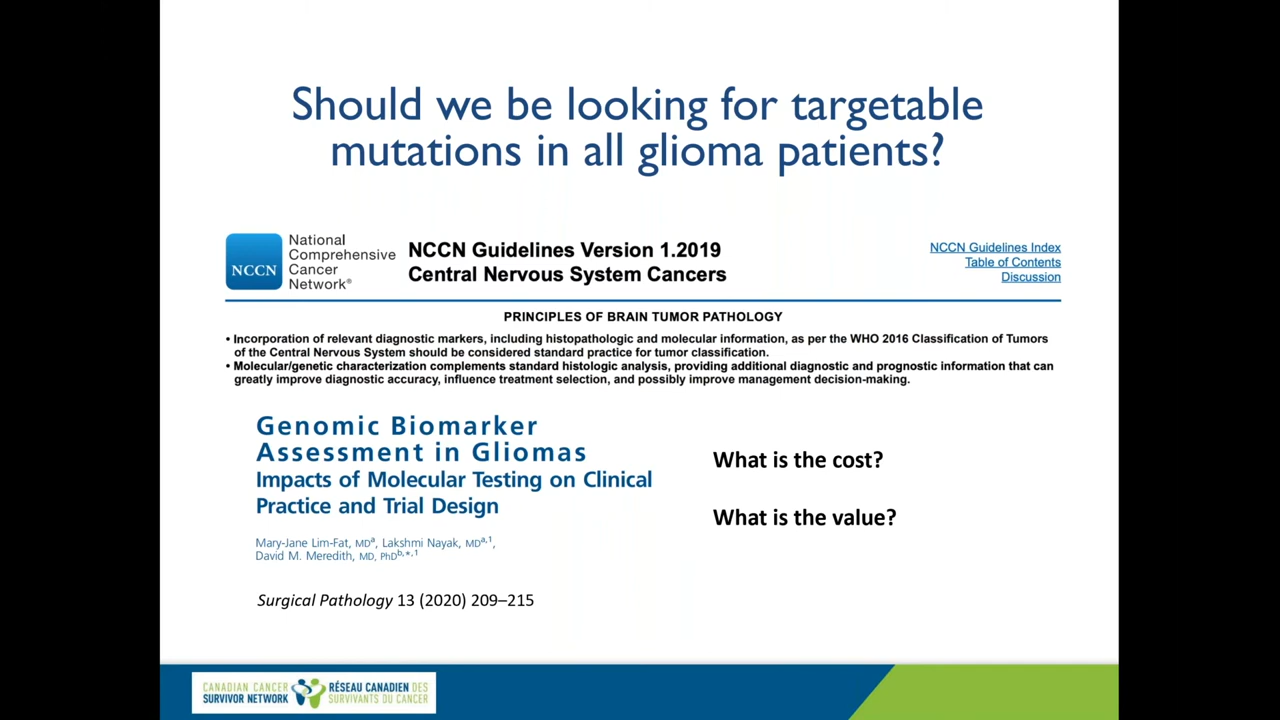 Should we be looking for targetable
mutations in all glioma patients?
NCCN
National
Comprehensive
Cancer
Network®
NCCN Guidelines Version 1.2019
Central Nervous System Cancers
NCCN Guidelines Index
Table of Contents
Discussion
PRINCIPLES OF BRAIN TUMOR PATHOLOGY
• Incorporation of relevant diagnostic markers, including histopathologic and molecular information, as per the WHO 2016 Classification of Tumors
of the Central Nervous System should be considered standard practice for tumor classification.
• Molecular/genetic characterization complements standard histologic analysis, providing additional diagnostic and prognostic information that can
greatly improve diagnostic accuracy, influence treatment selection, and possibly improve management decision-making.
Genomic Biomarker
Assessment in Gliomas
Impacts of Molecular Testing on Clinical
Practice and Trial Design
Mary-Jane Lim-Fat, MDa, Lakshmi Nayak, MDa,1,
David M. Meredith, MD, PhDb,*,1
Surgical Pathology 13 (2020) 209–215
What is the cost?
What is the value?
CANADIAN CANCER
SURVIVOR NETWORK
RÉSEAU CANADIEN DES
SURVIVANTS DU CANCER